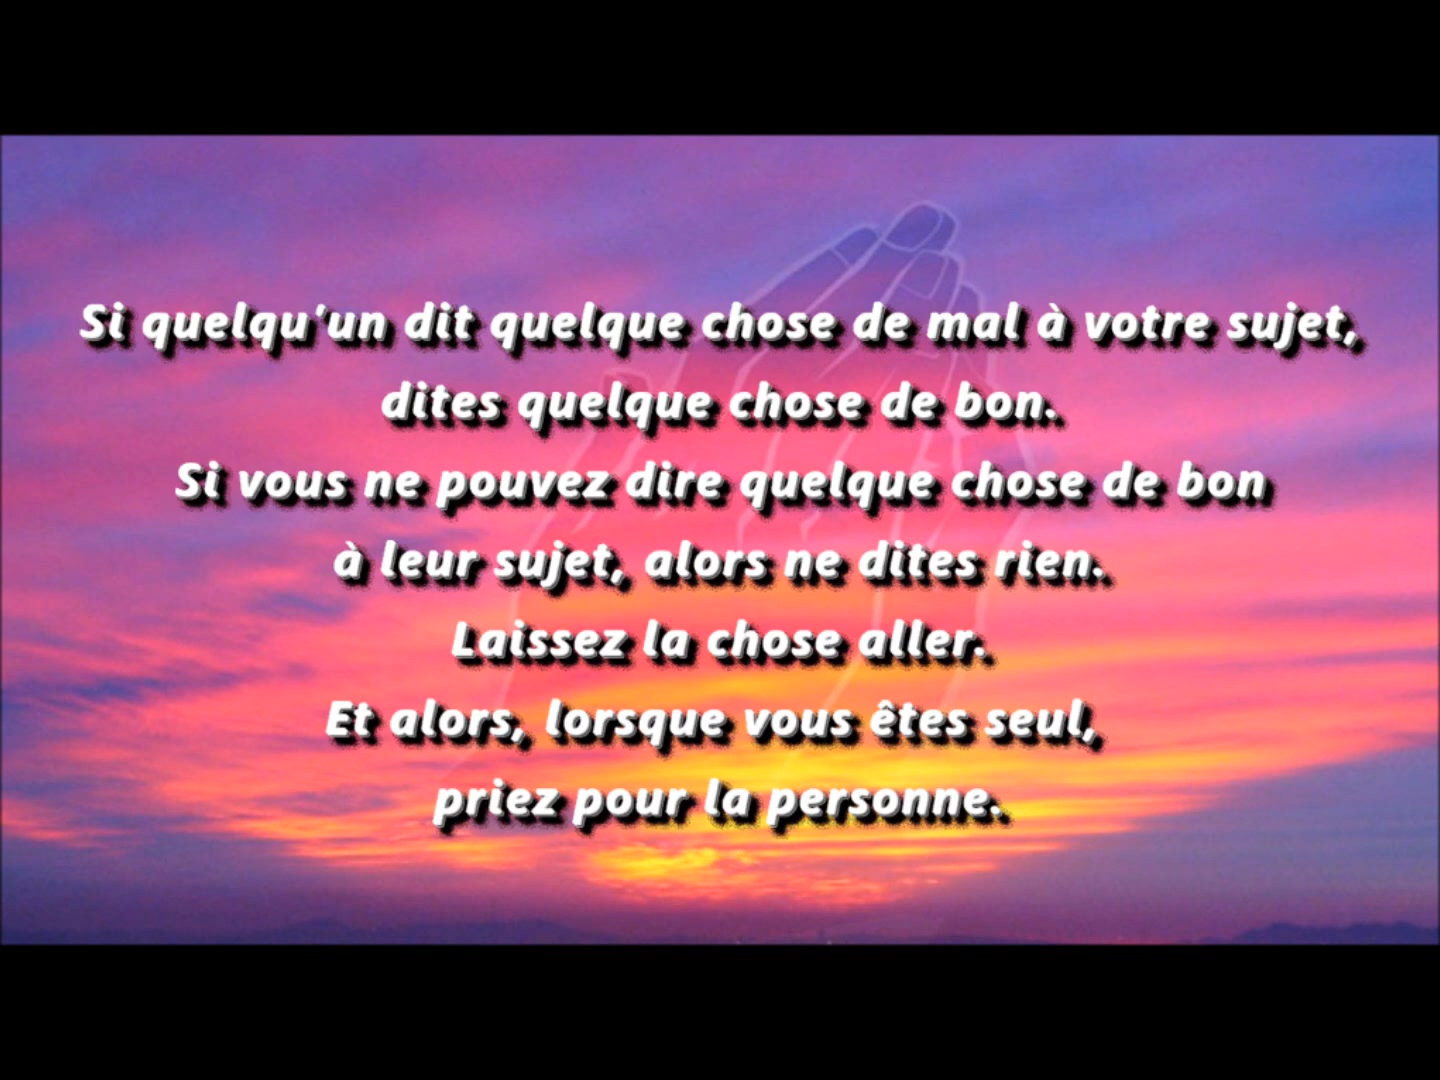 Si quelqu'un dit quelque chose de mal à votre sujet,
dites quelque chose de bon.
Si vous ne pouvez dire quelque chose de bon
à leur sujet, alors ne dites rien.
Laissez la chose aller.
Et alors, lorsque vous êtes seul,
priez pour la personne.